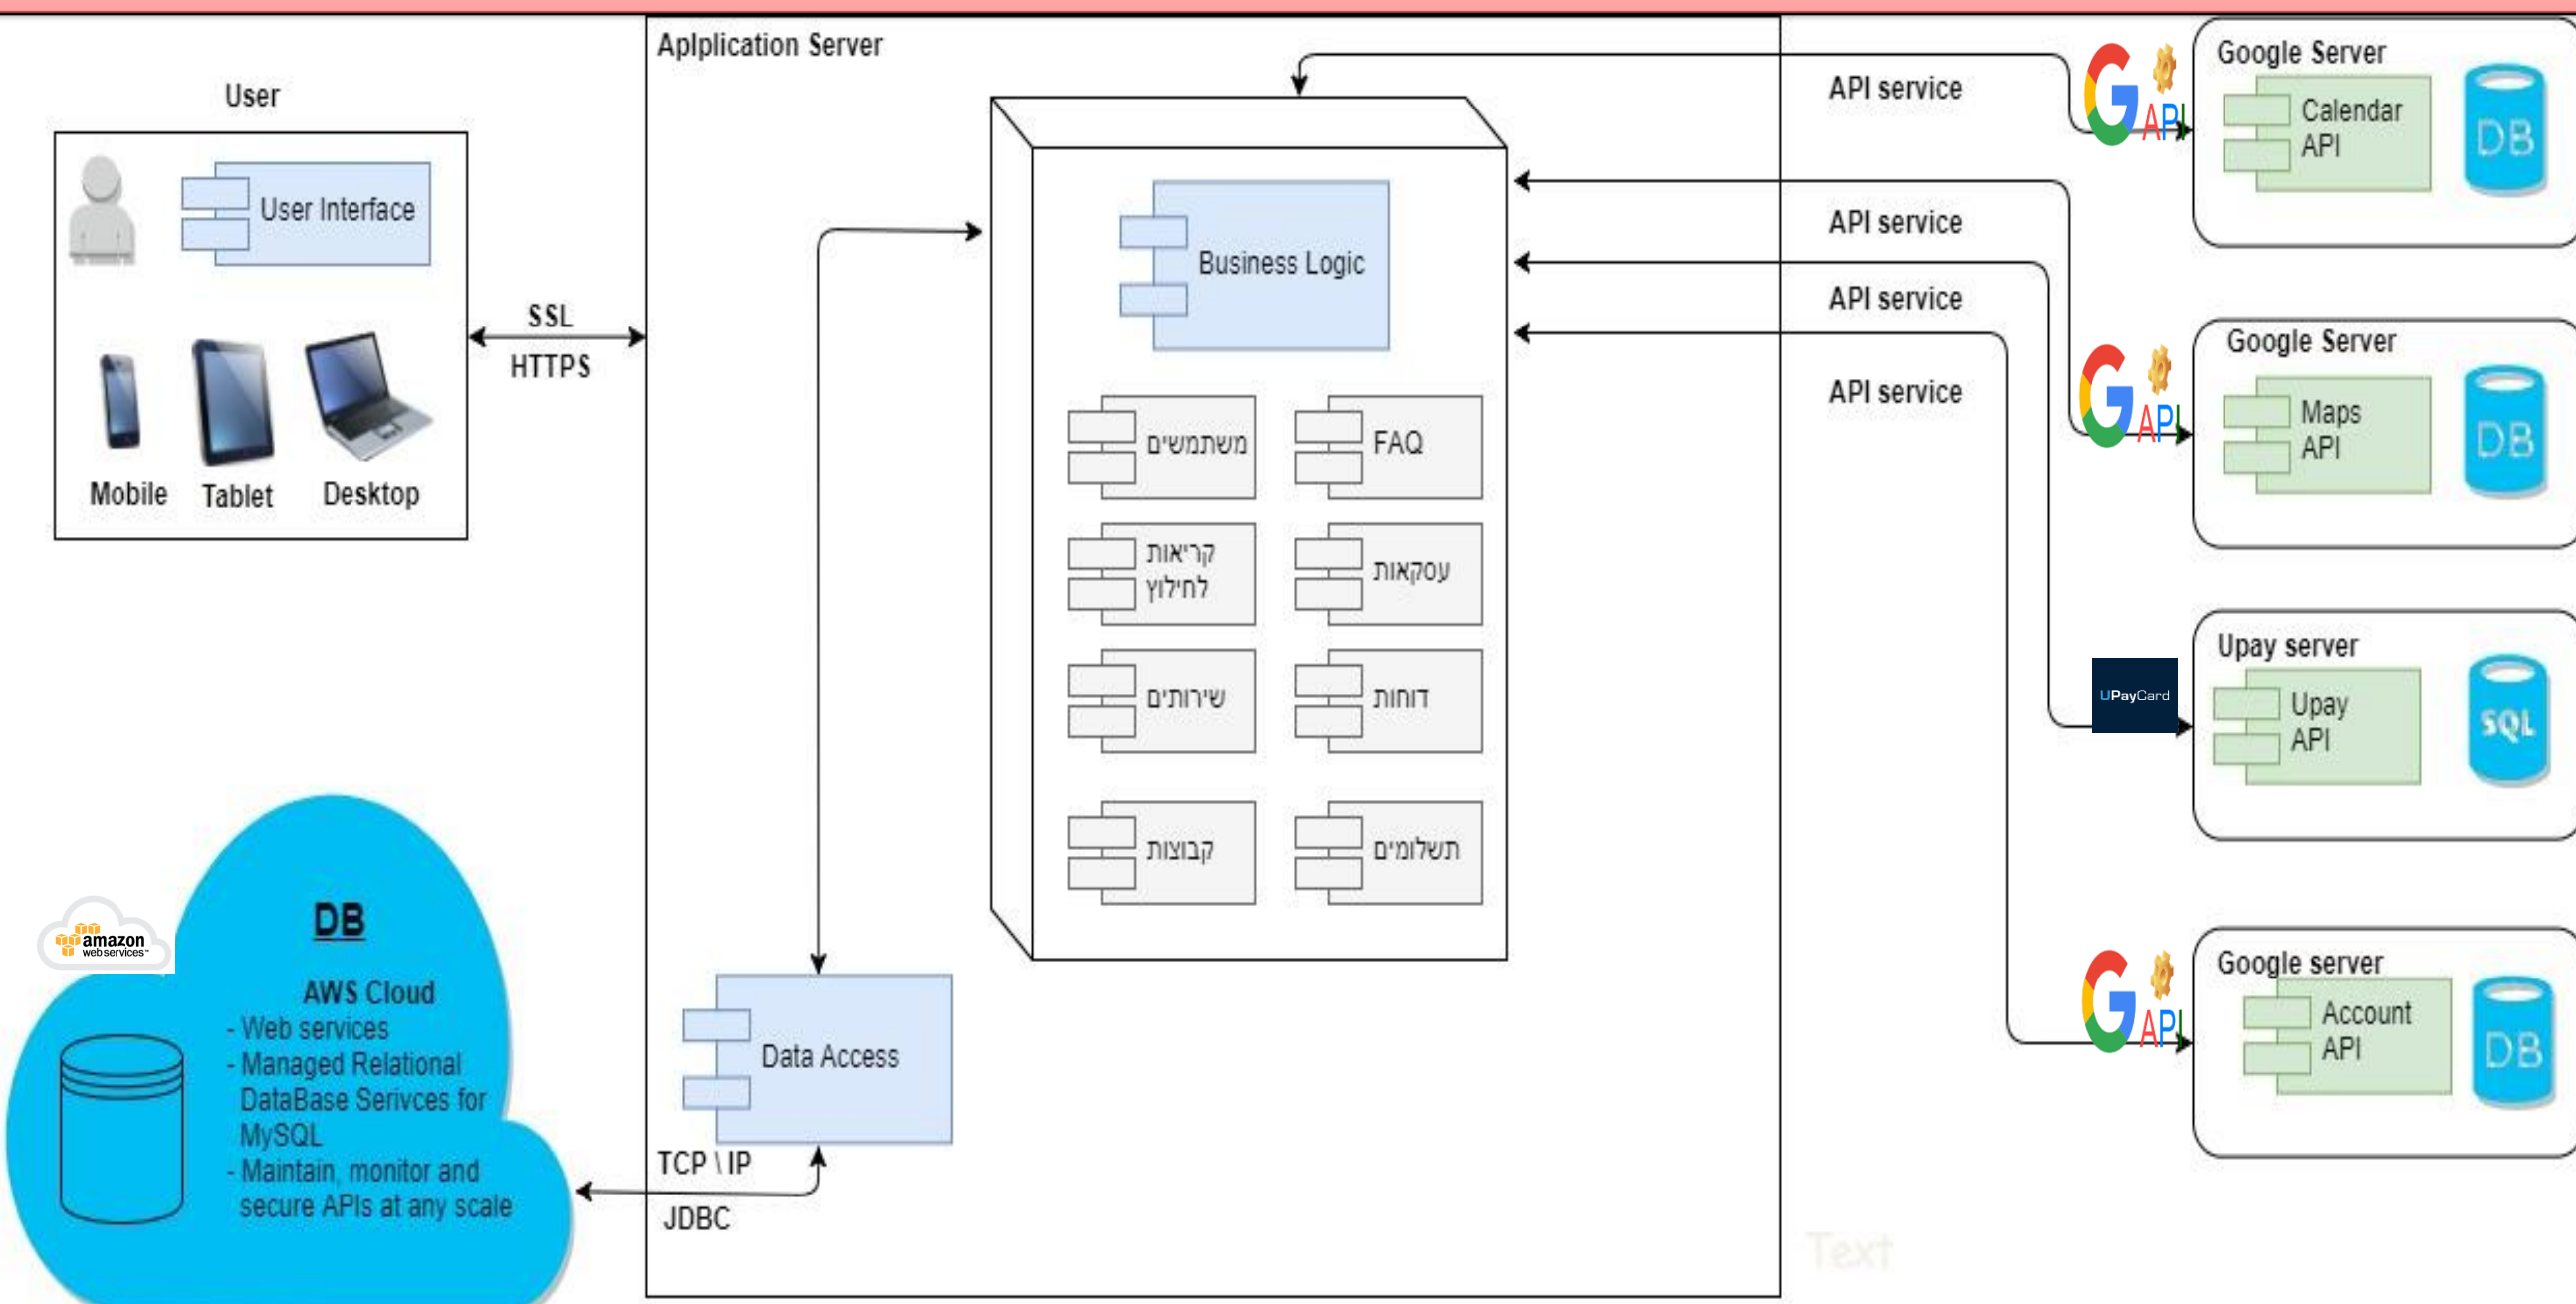 User
User Interface
Mobile
Tablet
Desktop
SSL
HTTPS
Aplplication Server
Business Logic
משתמשים
FAQ
קריאות
לחילוץ
עסקאות
שירותים
דוחות
קבוצות
תשלומים
Data Access
TCP \ IP
JDBC
amazon
webservices™
DB
AWS Cloud
- Web services
- Managed Relational
DataBase Serivces for
MySQL
- Maintain, monitor and
secure APIs at any scale
API service
API service
API service
API service
G API
Google Server
Calendar
API
DB
G API
Google Server
Maps
API
DB
UPayCard
Upay server
Upay
API
SQL
G API
Google server
Account
API
DB
Text